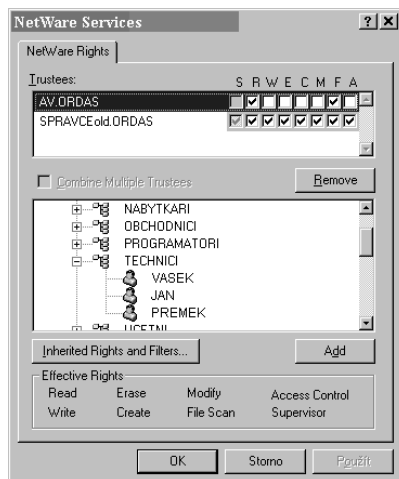 NetWare Services
NetWare Rights
Trustees: S R W E C M F A
AV.ORDAS
SPRAVCEold.ORDAS
Combine Multiple Trustees
Remove
NABYTKARI
OBCHODNICI
PROGRAMATORI
TECHNICI
VASEK
JAN
PREMEK
UCETNI
Inherited Rights and Filters...
Add
Effective Rights
Read Erase Modify Access Control
Write Create File Scan Supervisor
OK Storno Použít